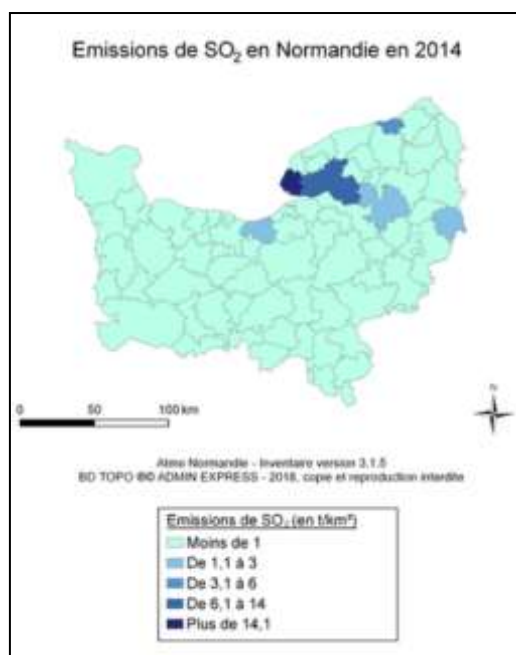 Emissions de SO₂ en Normandie en 2014
N
0 50 100 km
Atmo Normandie - Inventaire version 3.1.5
BD TOPO ®© ADMIN EXPRESS - 2018, copie et reproduction interdite
Emissions de SO₂ (en t/km²)
Moins de 1
De 1,1 à 3
De 3,1 à 6
De 6,1 à 14
Plus de 14,1